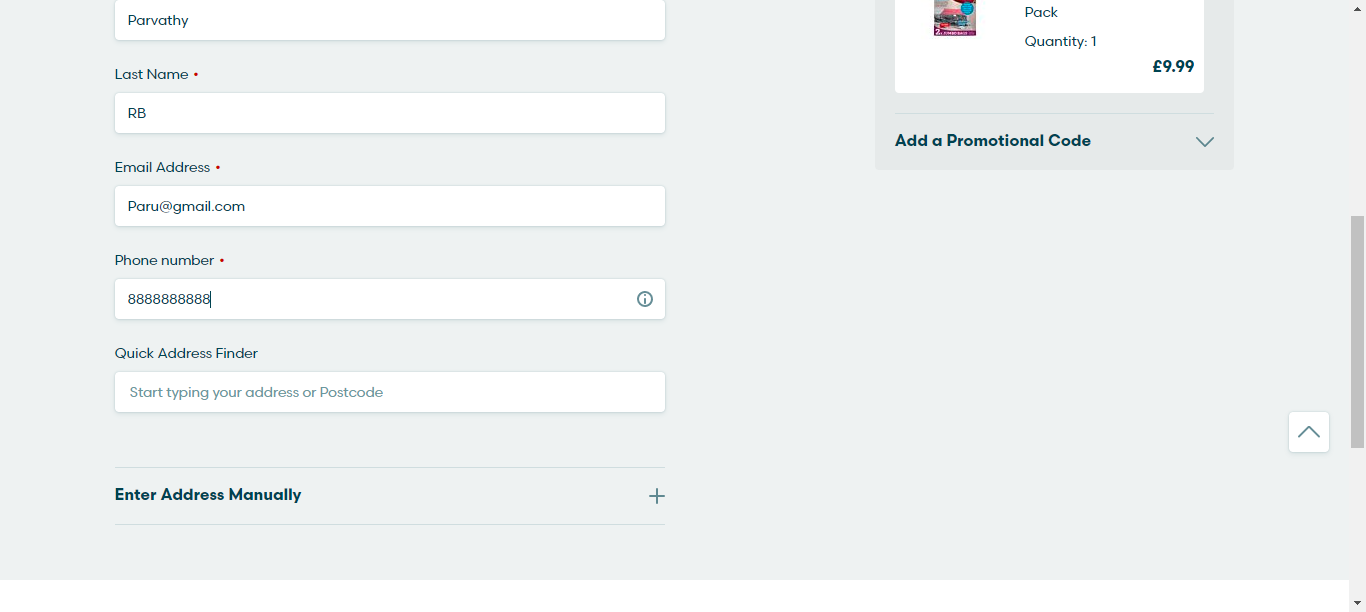 Parvathy
Last Name •
RB
Email Address •
Paru@gmail.com
Phone number •
8888888888
Quick Address Finder
Start typing your address or Postcode
Enter Address Manually
Pack
Quantity: 1
£9.99
Add a Promotional Code